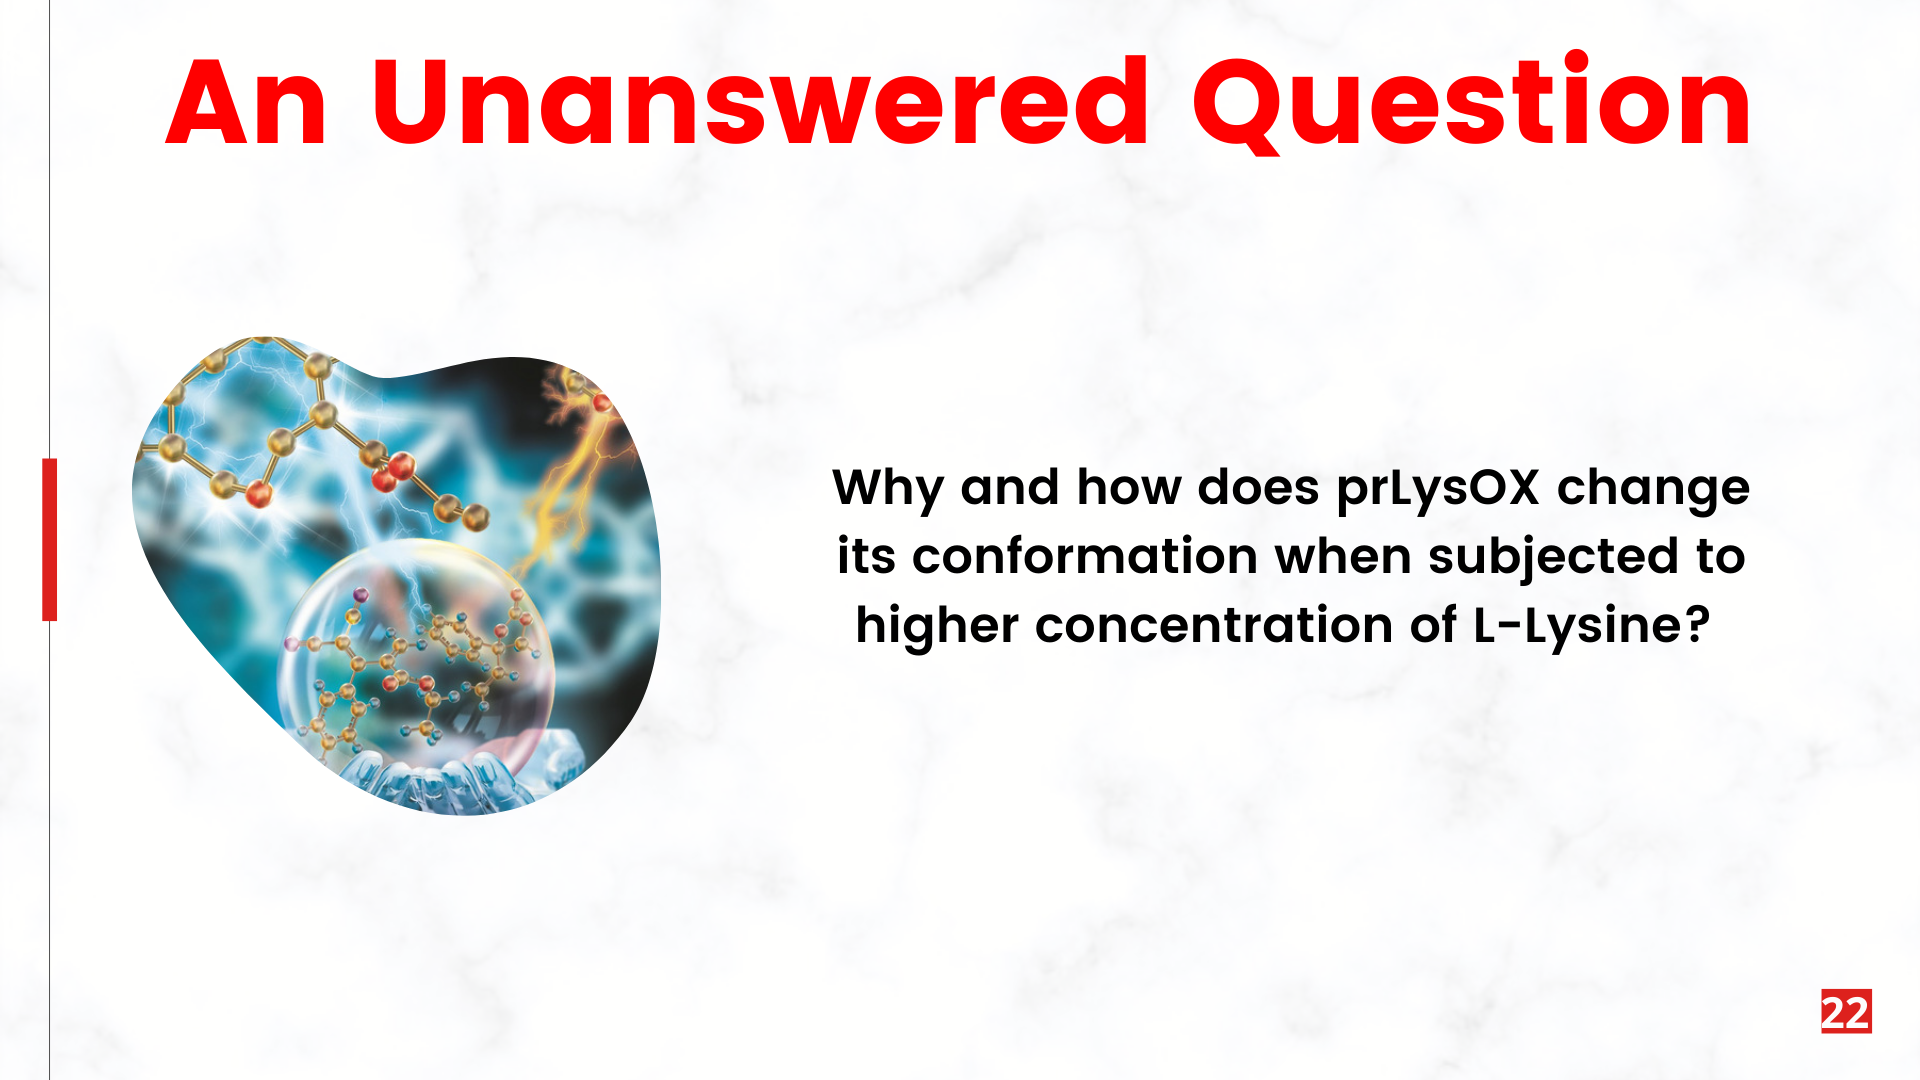 An Unanswered Question
Why and how does prLysOX change
its conformation when subjected to
higher concentration of L-Lysine?
22